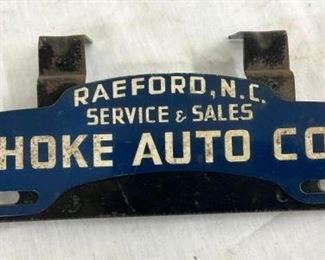 RAEFORD, N.C.
SERVICE & SALES
HOKE AUTO CO